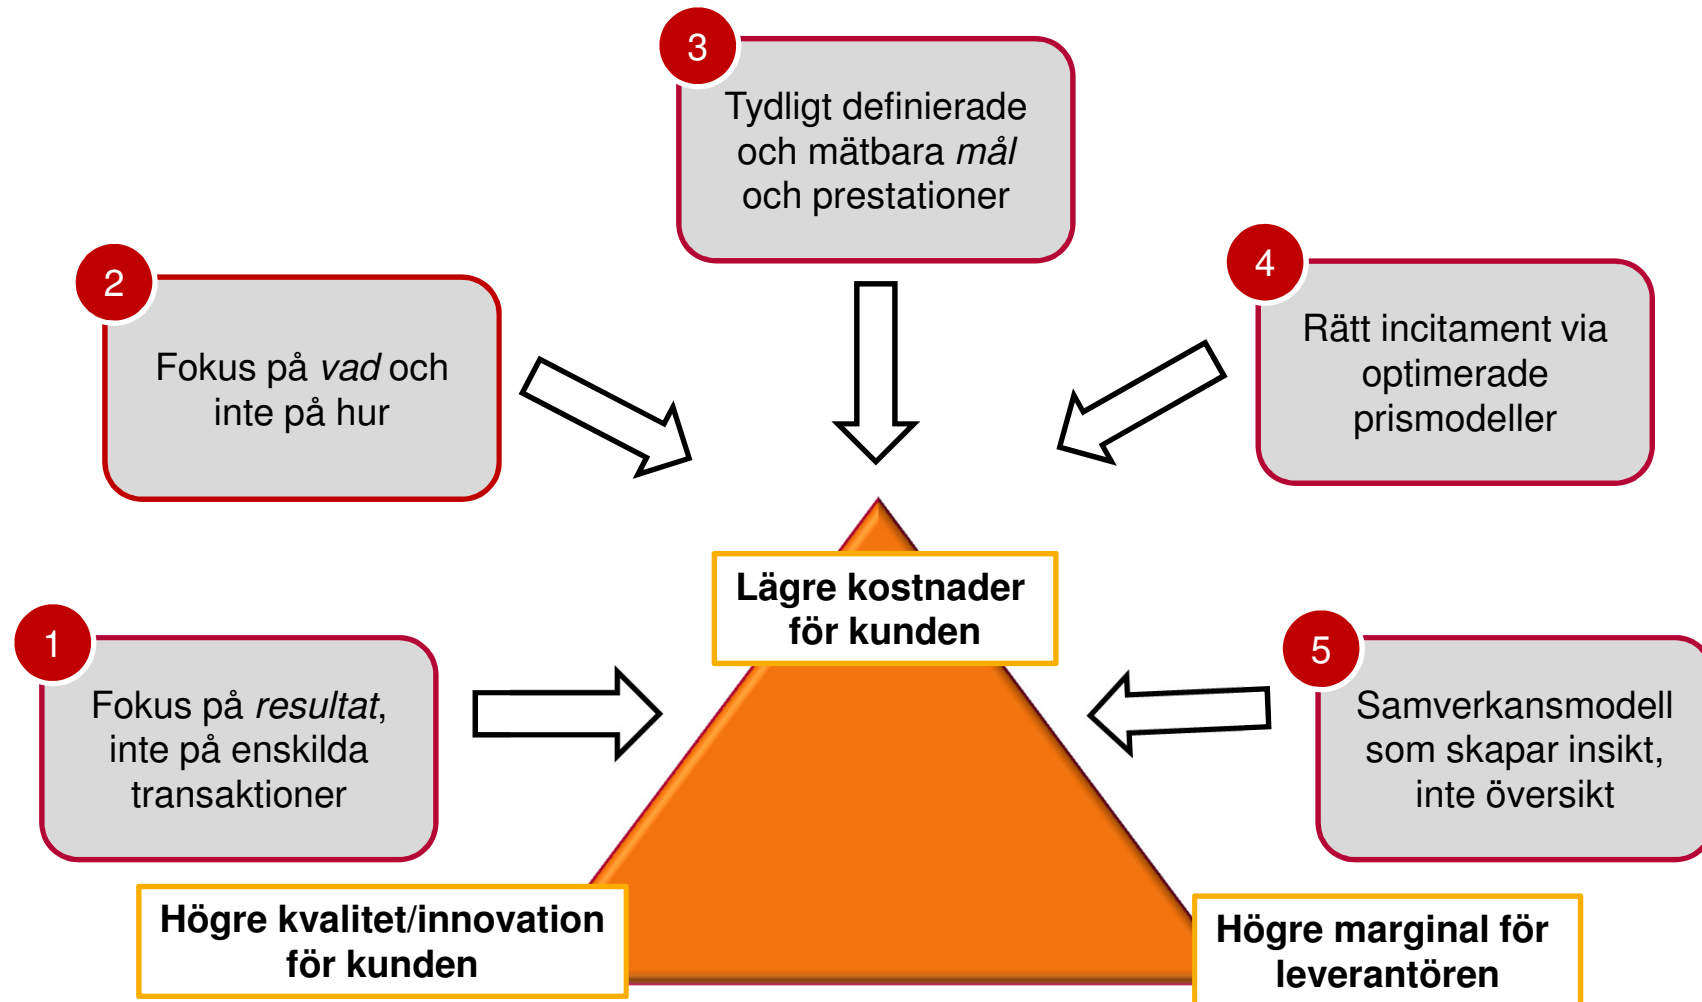 1
Fokus på resultat,
inte på enskilda
transaktioner
2
Fokus på vad och
inte på hur
3
Tydligt definierade
och mätbara mål
och prestationer
4
Rätt incitament via
optimerade
prismodeller
5
Samverkansmodell
som skapar insikt,
inte översikt
Lägre kostnader
för kunden
Högre kvalitet/innovation
för kunden
Högre marginal för
leverantören